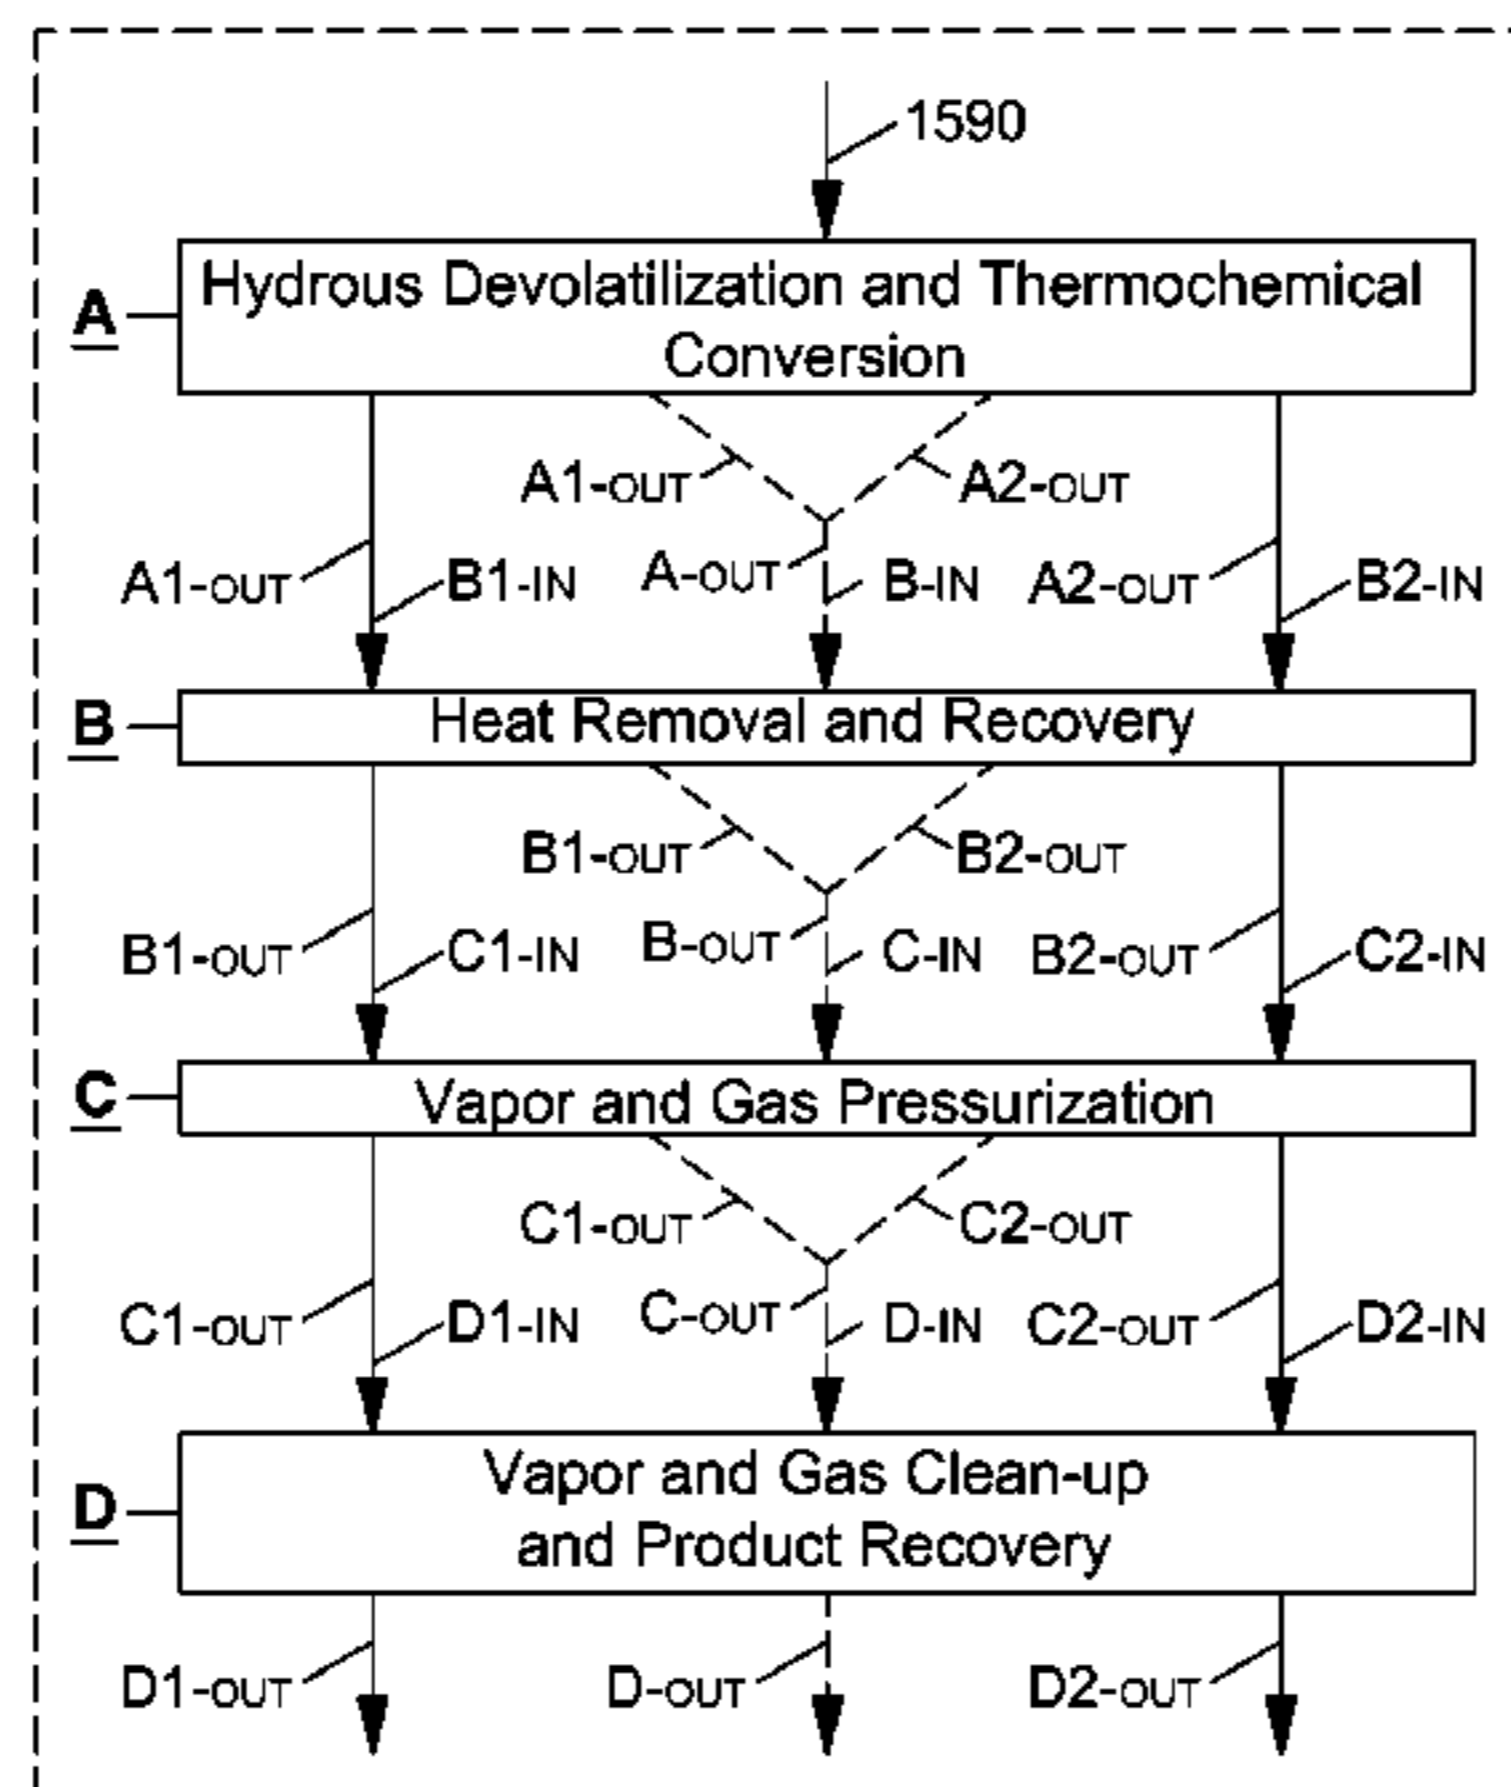 1590
A
Hydrous Devolatilization and Thermochemical
Conversion
A1-OUT
A2-OUT
A1-OUT
B1-IN
A-OUT
B-IN
A2-OUT
B2-IN
B
Heat Removal and Recovery
B1-OUT
B2-OUT
B1-OUT
C1-IN
B-OUT
C-IN
B2-OUT
C2-IN
C
Vapor and Gas Pressurization
C1-OUT
C2-OUT
C1-OUT
D1-IN
C-OUT
D-IN
C2-OUT
D2-IN
D
Vapor and Gas Clean-up
and Product Recovery
D1-OUT
D-OUT
D2-OUT